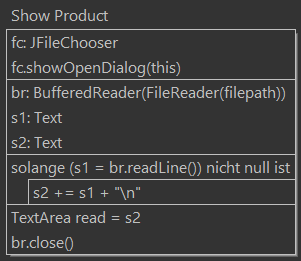 Show Product
fc: JFileChooser
fc.showOpenDialog(this)
br: BufferedReader(FileReader(filepath))
s1: Text
s2: Text
solange (s1 = br.readLine()) nicht null ist
s2 += s1 + "\n"
TextArea read = s2
br.close()